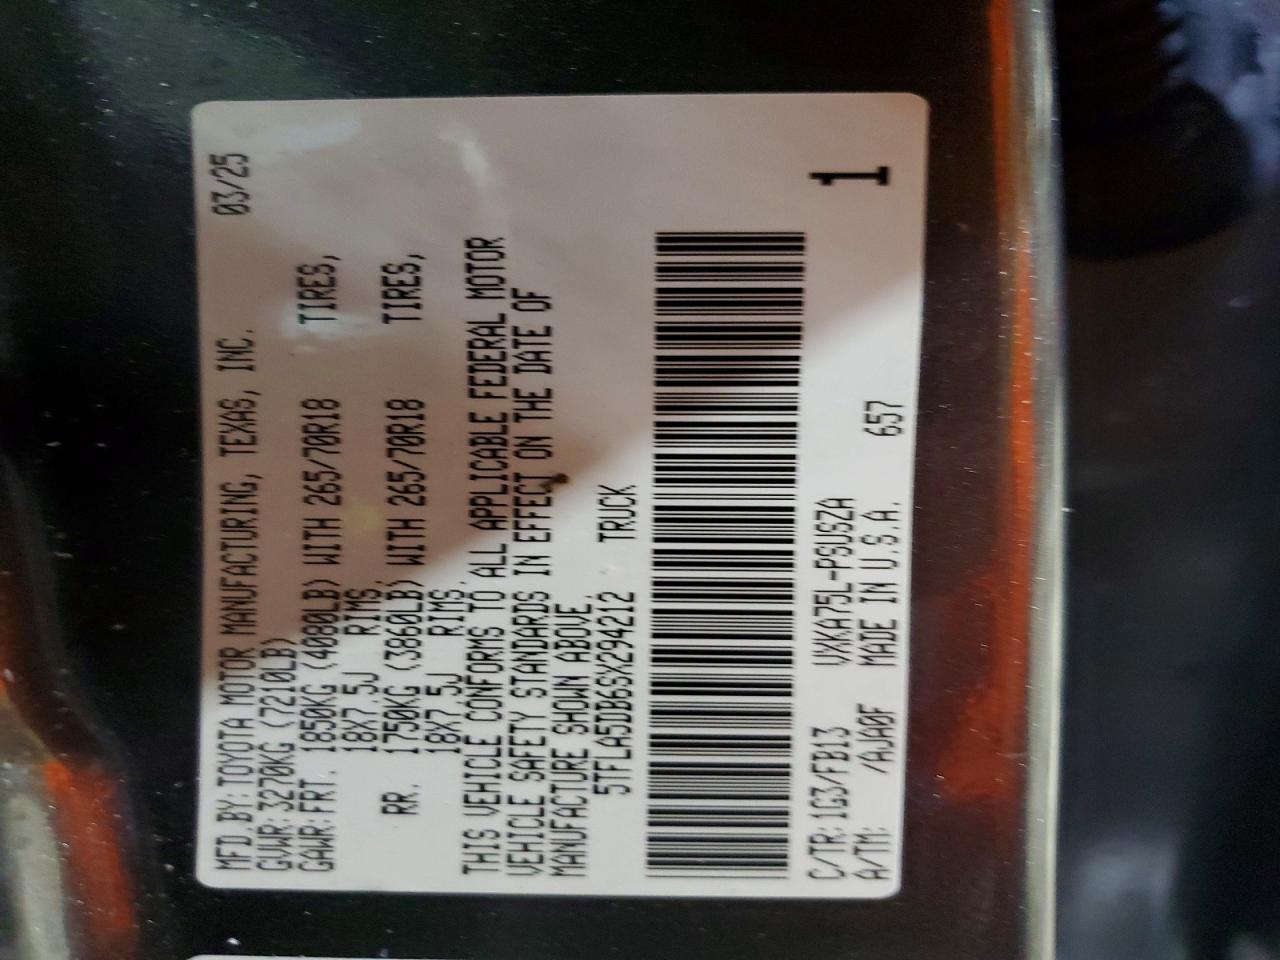 MFD.BY:TOYOTA MOTOR MANUFACTURING, TEXAS, INC. 03/25
GVWR:3270KG (7210LB)
GAWR:FRT. 1850KG (4080LB) WITH 265/70R18 TIRES,
18X7.5J RIMS,
RR. 1750KG (3860LB) WITH 265/70R18 TIRES,
18X7.5J RIMS.
THIS VEHICLE CONFORMS TO ALL APPLICABLE FEDERAL MOTOR
VEHICLE SAFETY STANDARDS IN EFFECT ON THE DATE OF
MANUFACTURE SHOWN ABOVE.
5TFLA5DB6SX294212 TRUCK
C/TR:1G3/FB13 VXKA75L-PSUSZA 1
A/TM: /AJA0F MADE IN U.S.A. 657